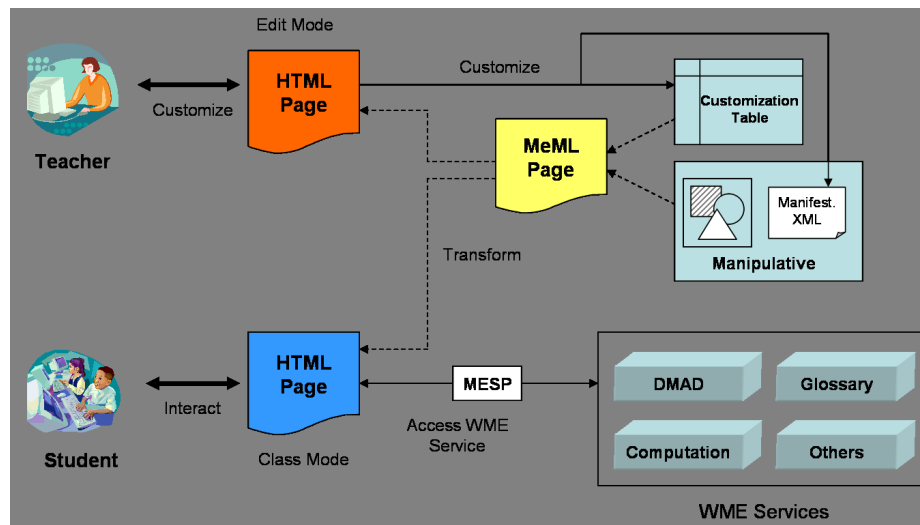 Edit Mode
HTML
Page
Customize
Customize
Customization
Table
Teacher
MeML
Page
Manifest.
XML
Manipulative
Transform
HTML
Page
MESP
DMAD
Glossary
Interact
Access WME
Service
Student
Class Mode
Computation
Others
WME Services